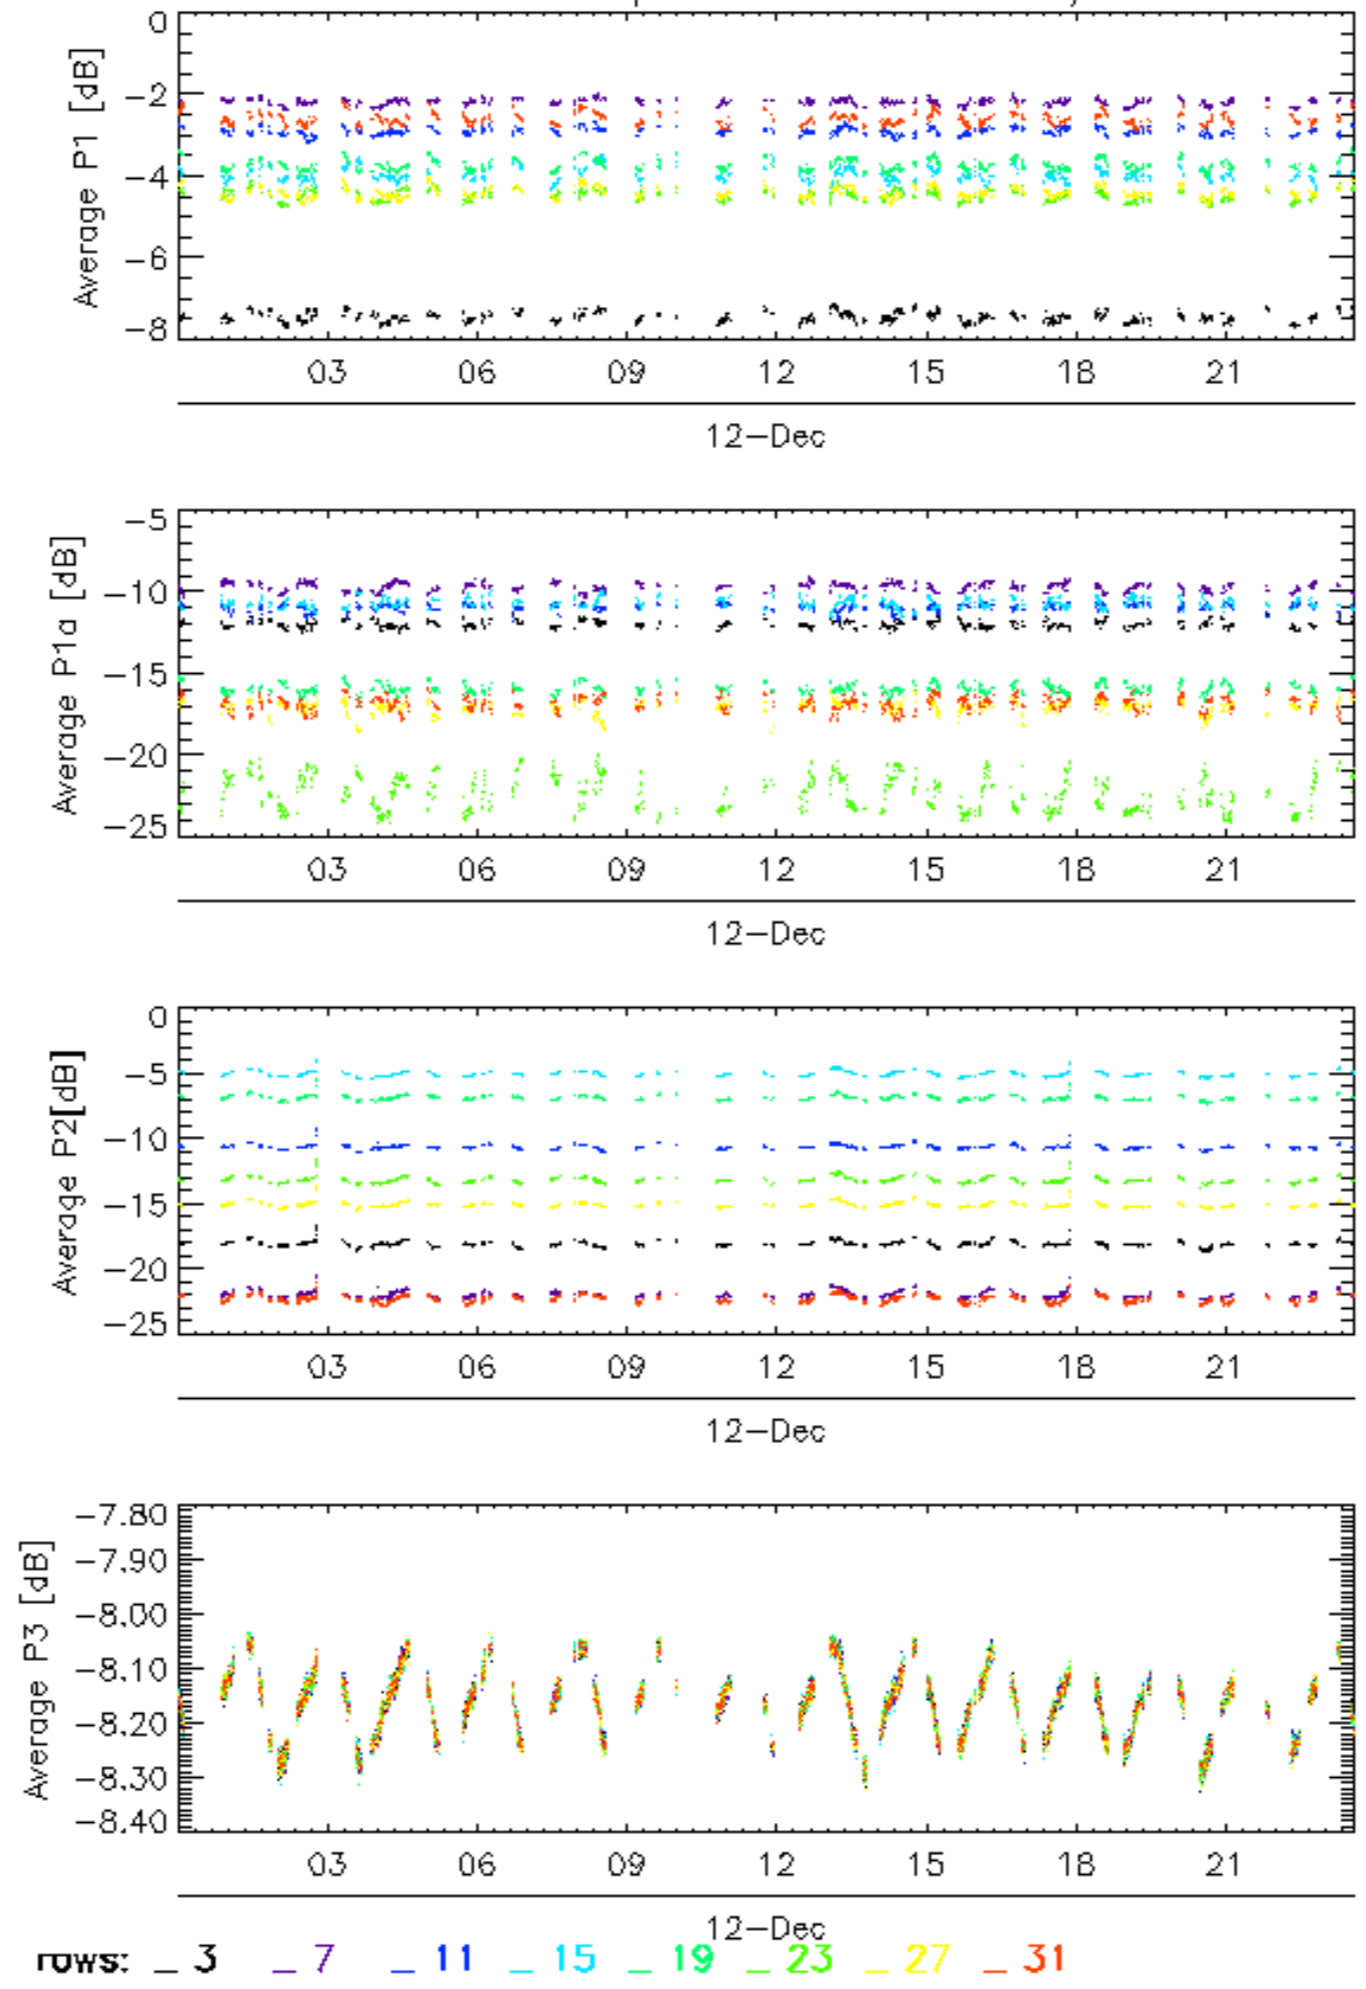 0
-2
-4
-6
-8
Average P1 [dB]
03 06 09 12 15 18 21
12-Dec
-5
-10
-15
-20
-25
Average P1a [dB]
03 06 09 12 15 18 21
12-Dec
0
-5
-10
-15
-20
-25
Average P2[dB]
03 06 09 12 15 18 21
12-Dec
-7.80
-7.90
-8.00
-8.10
-8.20
-8.30
-8.40
Average P3 [dB]
03 06 09 12 15 18 21
12-Dec
rows: _ 3 _ 7 _ 11 _ 15 _ 19 _ 23 _ 27 _ 31